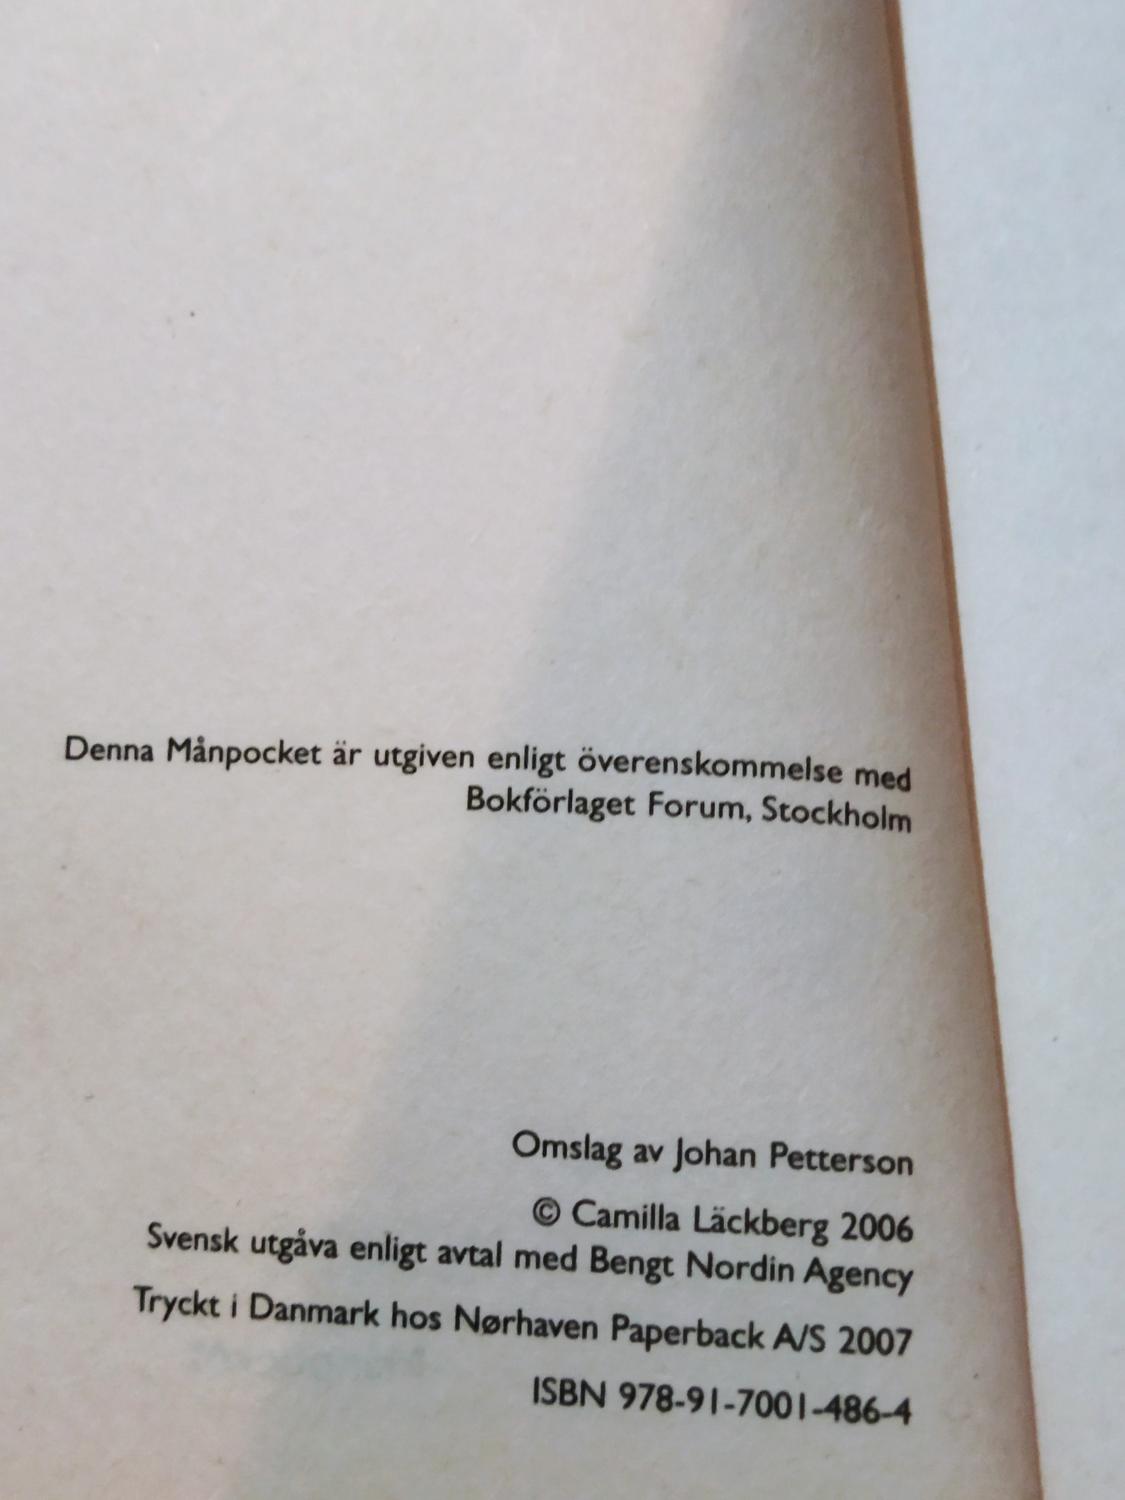 Denna Månpocket är utgiven enligt överenskommelse med
Bokförlaget Forum, Stockholm
Omslag av Johan Petterson
© Camilla Läckberg 2006
Svensk utgåva enligt avtal med Bengt Nordin Agency
Tryckt i Danmark hos Nørhaven Paperback A/S 2007
ISBN 978-91-7001-486-4